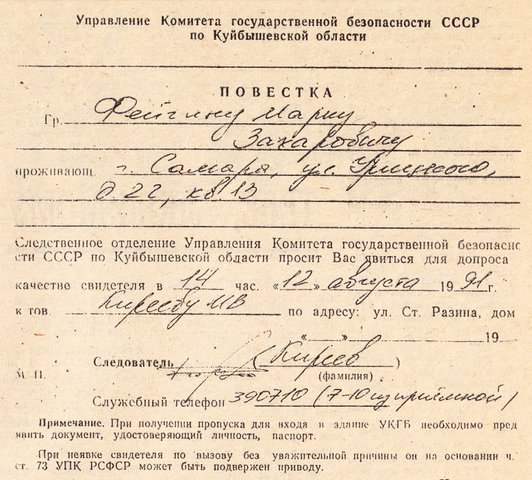 Управление Комитета государственной безопасности СССР
по Куйбышевской области
ПОВЕСТКА
Гр. Фейгину Марку
Захаровичу
проживающ. г. Самара, ул. Урицкого,
д 22, кв. 13
Следственное отделение Управления Комитета государственной безопасно
сти СССР по Куйбышевской области просит Вас явиться для допроса
качестве свидетеля в 14 час. «12» августа 1991 г.
к тов. Кирееву МВ по адресу: ул. Ст. Разина, дом
« » 19
Следователь (Киреев)
М. П. (фамилия)
Служебный телефон 390710 (7-10 из приёмной)
Примечание. При получении пропуска для входа в здание УКГБ необходимо пред
явить документ, удостоверяющий личность, паспорт.
При неявке свидетеля по вызову без уважительной причины он на основании ч.
ст. 73 УПК РСФСР может быть подвержен приводу.